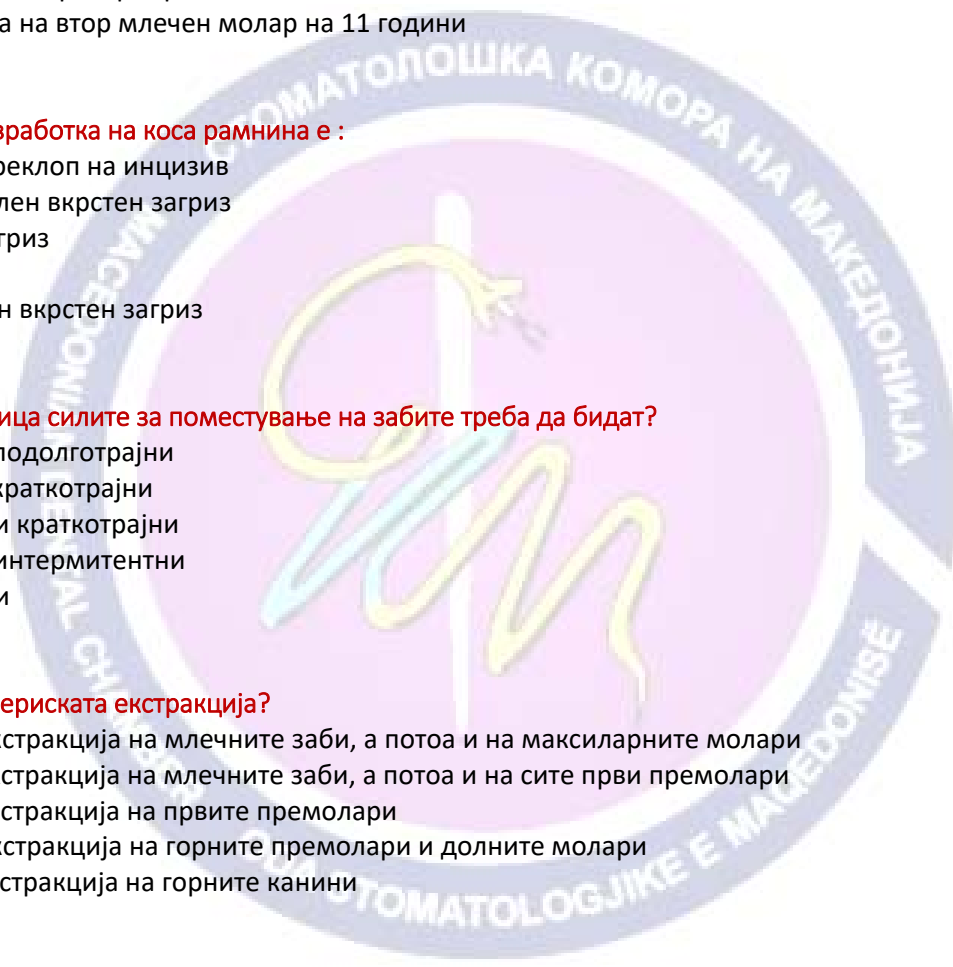 а на втор млечен молар на 11 години
зработка на коса рамнина е :
реклоп на инцизив
лен вкрстен загриз
гриз
н вкрстен загриз
ица силите за поместување на забите треба да бидат?
подолготрајни
краткотрајни
и краткотрајни
интермитентни
и
ериската екстракција?
кстракција на млечните заби, а потоа и на максиларните молари
стракција на млечните заби, а потоа и на сите први премолари
стракција на првите премолари
кстракција на горните премолари и долните молари
стракција на горните канини
СТОМАТОЛОШКА КОМОРА НА МАКЕДОНИЈА
MACEDONIAN DENTAL CHAMBER
STOMATOLOGJIKE E MAQEDONISË